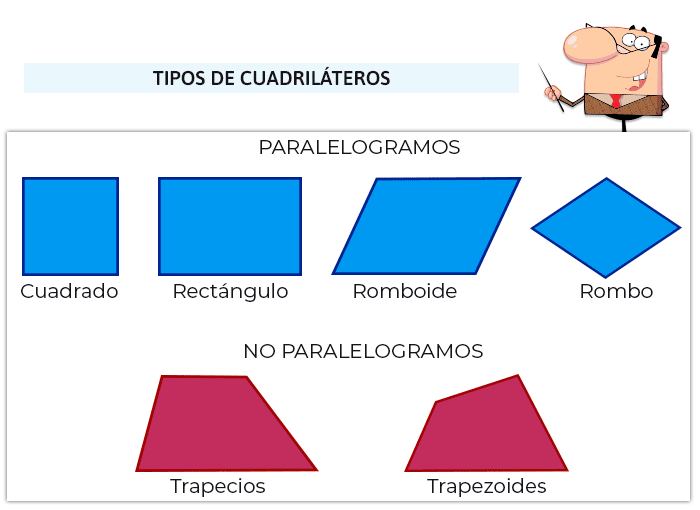 TIPOS DE CUADRILÁTEROS
PARALELOGRAMOS
Cuadrado Rectángulo Romboide Rombo
NO PARALELOGRAMOS
Trapecios Trapezoides